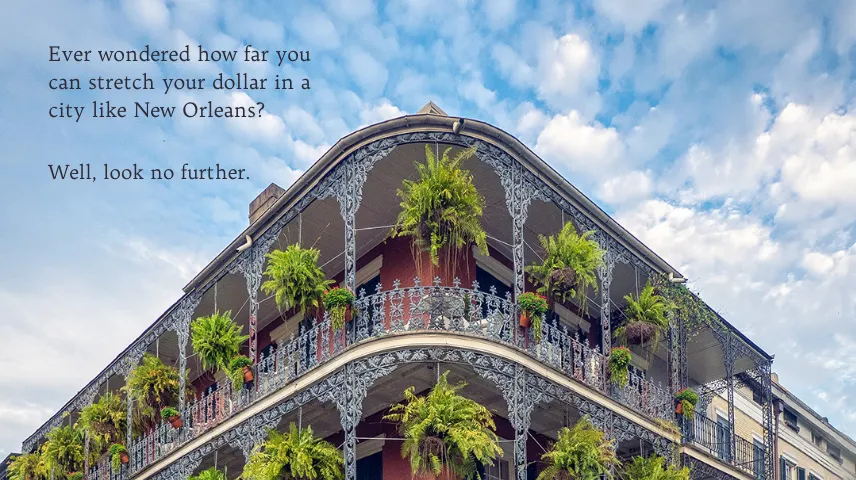 Ever wondered how far you
can stretch your dollar in a
city like New Orleans?
Well, look no further.